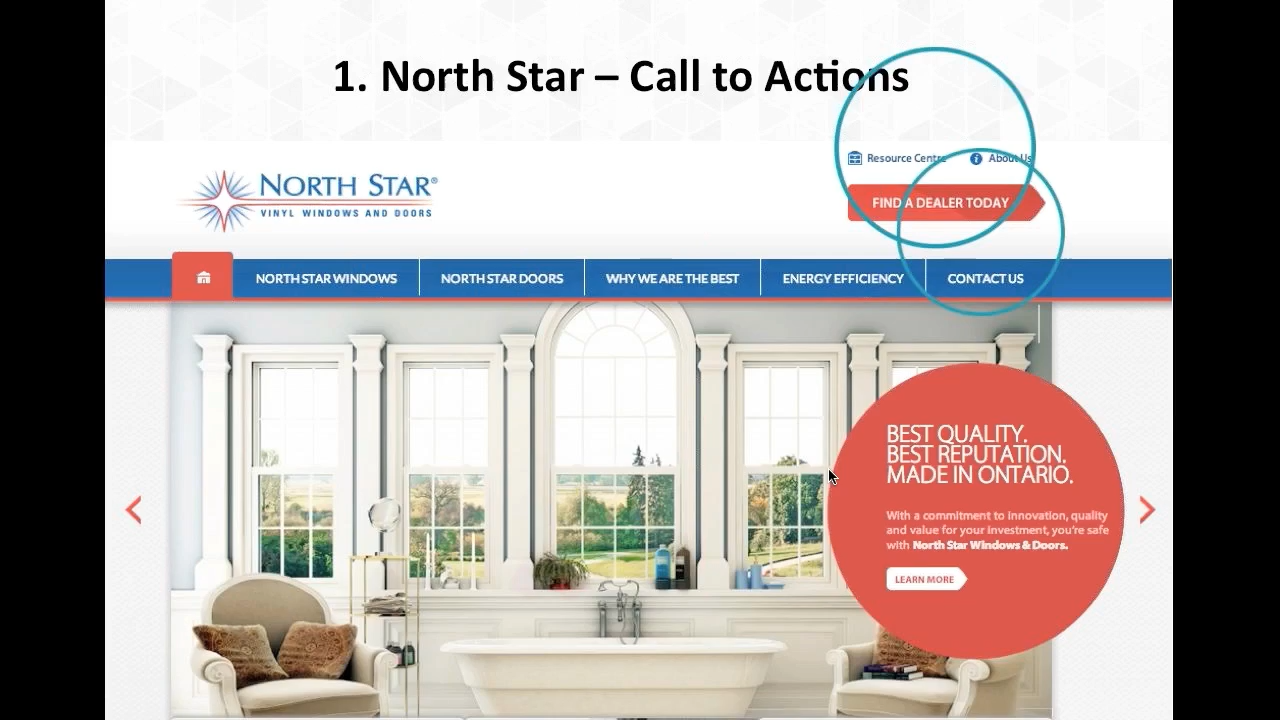 1. North Star – Call to Actions
Resource Centre
About Us
NORTH STAR®
VINYL WINDOWS AND DOORS
FIND A DEALER TODAY
NORTH STAR WINDOWS
NORTH STAR DOORS
WHY WE ARE THE BEST
ENERGY EFFICIENCY
CONTACT US
BEST QUALITY.
BEST REPUTATION.
MADE IN ONTARIO.
With a commitment to innovation, quality
and value for your investment, you're safe
with North Star Windows & Doors.
LEARN MORE